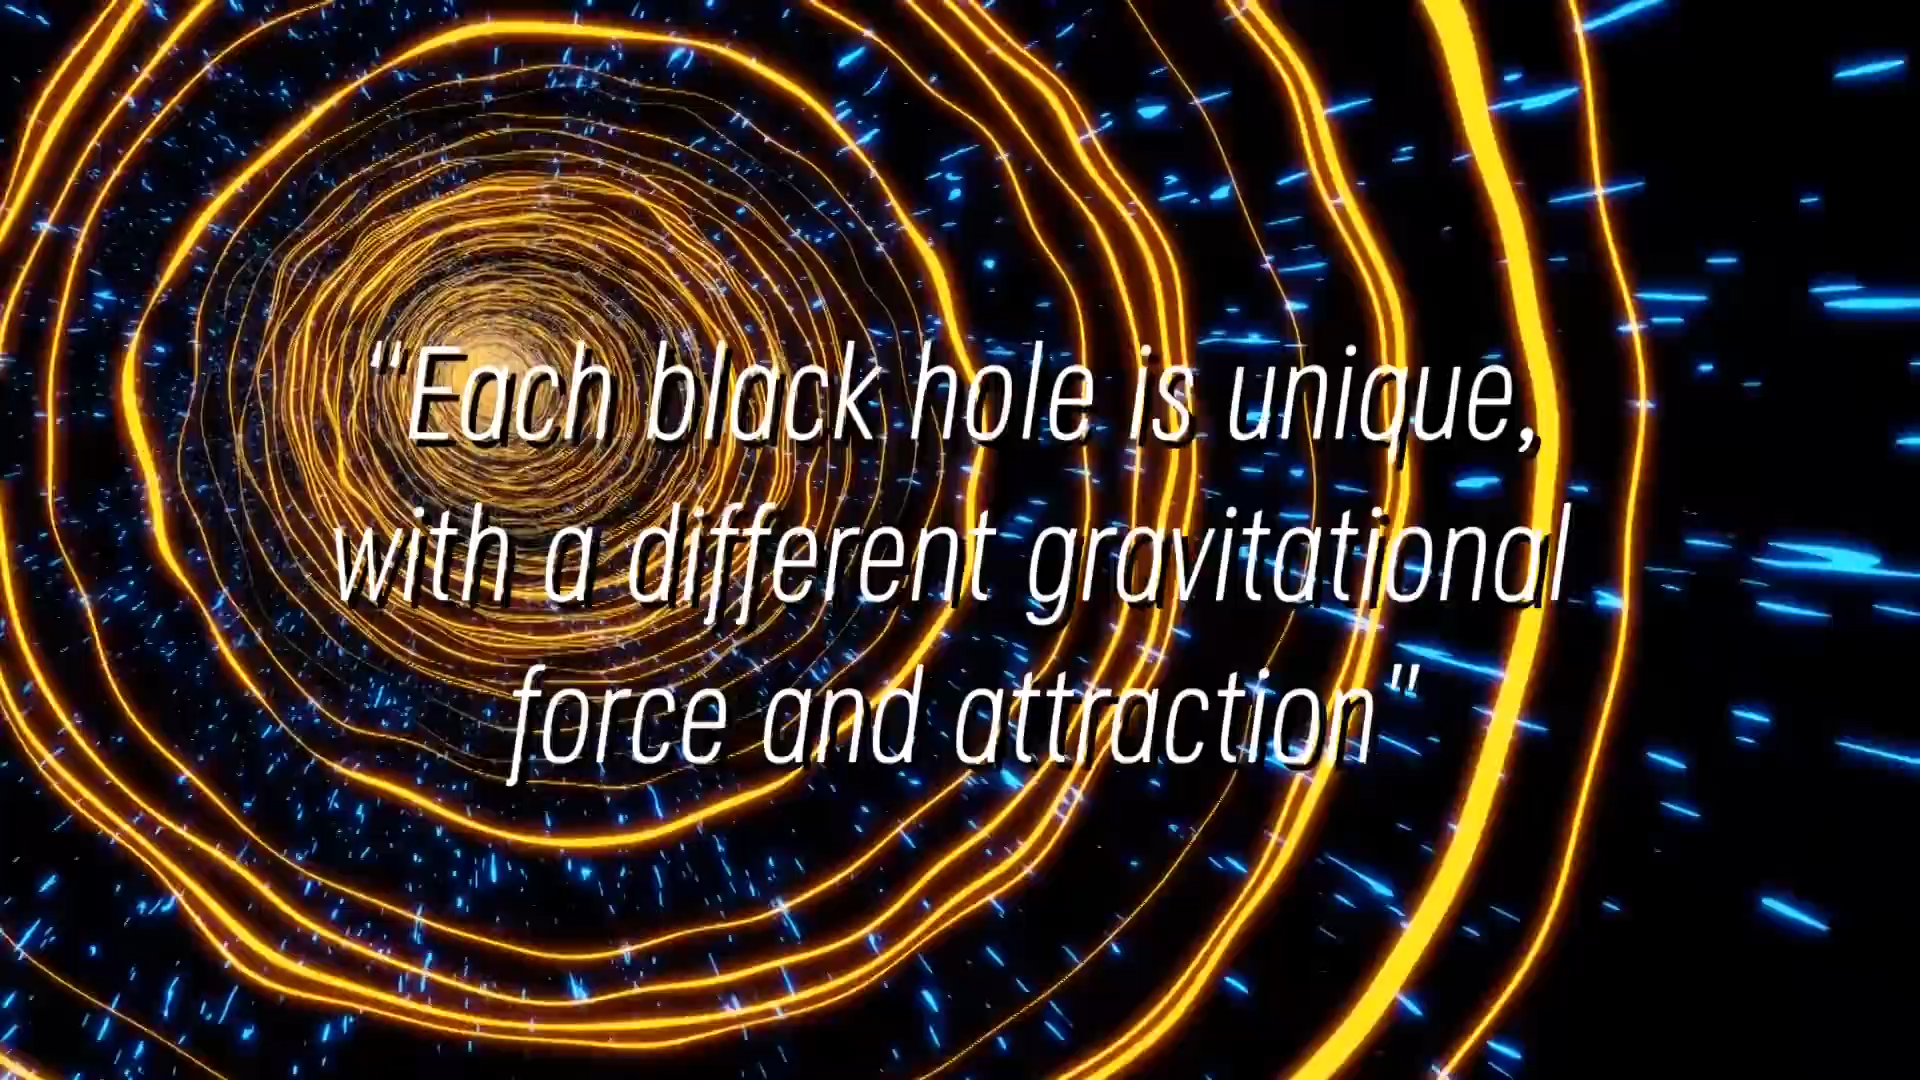 "Each black hole is unique,
with a different gravitational
force and attraction"